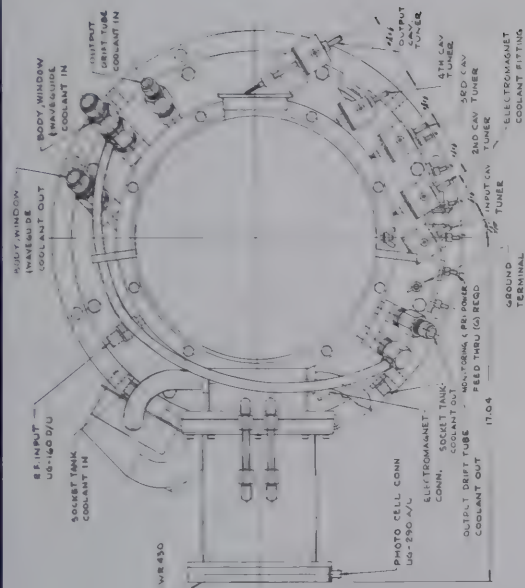 OUTPUT
DRIFT TUBE
COOLANT IN
BODY, WINDOW
& WAVEGUIDE
COOLANT IN
BODY, WINDOW
& WAVEGUIDE
COOLANT OUT
R.F. INPUT
UG-160 D/U
SOCKET TANK
COOLANT IN
WR 430
OUTPUT
CAV
TUNER
4TH CAV
TUNER
3RD CAV
TUNER
2ND CAV
TUNER
INPUT CAV
TUNER
ELECTROMAGNET
COOLANT FITTING
GROUND
TERMINAL
MONITORING & PRI POWER
FEED THRU (6) REQD
OUTPUT DRIFT TUBE
COOLANT OUT
SOCKET TANK
COOLANT OUT
ELECTROMAGNET
CONN.
PHOTO CELL CONN
UG-290 A/U
17.04